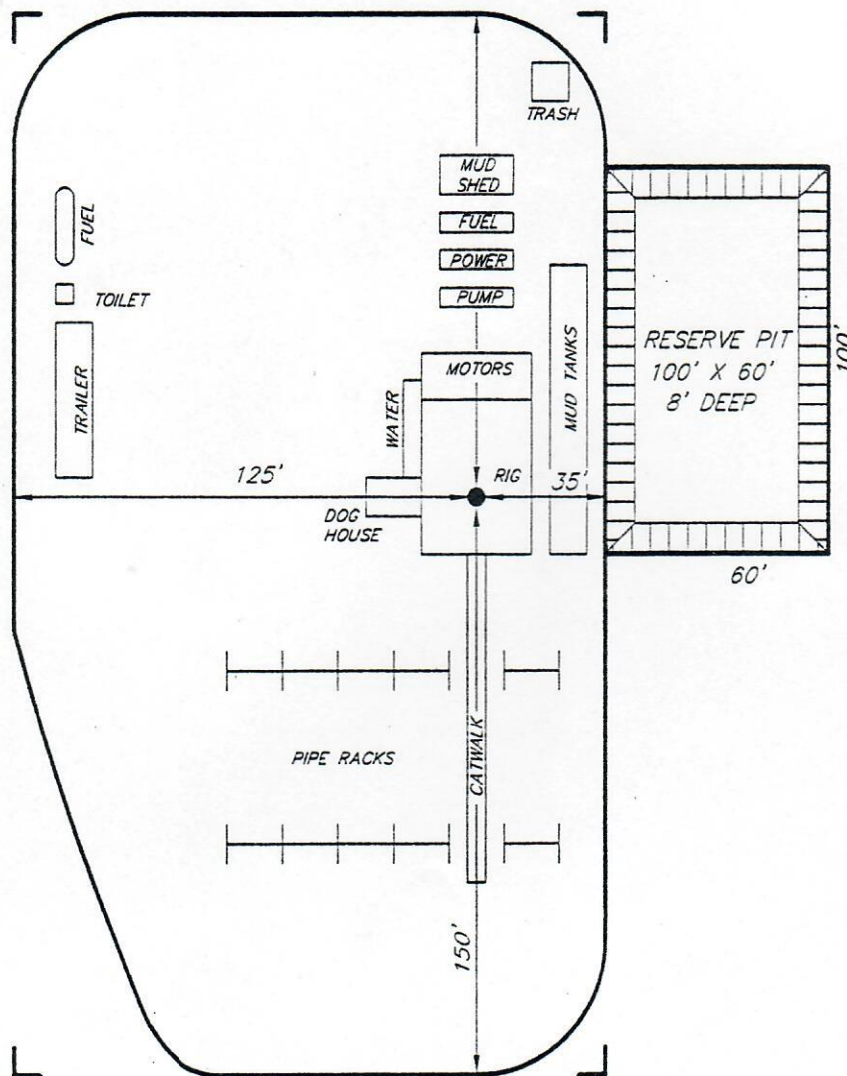 TRASH
MUD
SHED
FUEL
FUEL
POWER
TOILET
PUMP
RESERVE PIT
100' X 60'
8' DEEP
100'
MOTORS
TRAILER
WATER
MUD TANKS
125'
RIG
35'
DOG
HOUSE
60'
PIPE RACKS
CATWALK
150'